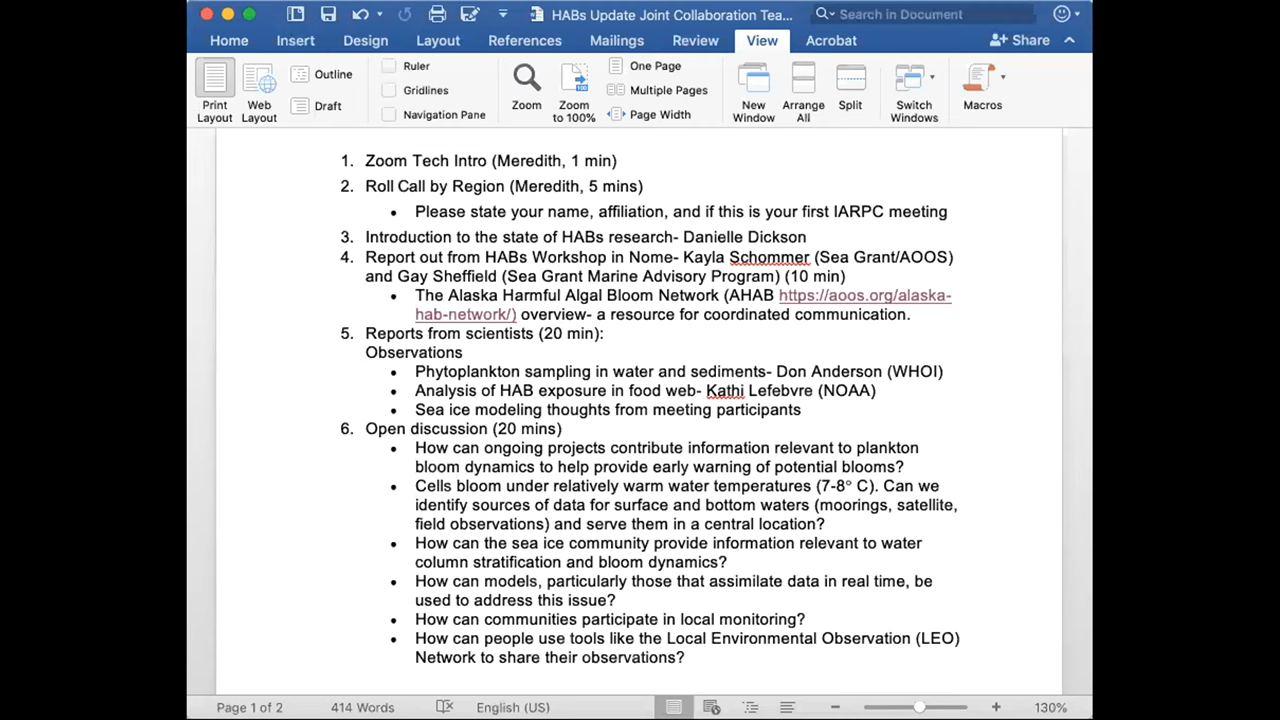 HABs Update Joint Collaboration Tea...
Search in Document
Home Insert Design Layout References Mailings Review View Acrobat Share
Print Layout
Web Layout
Outline
Draft
Ruler
Gridlines
Navigation Pane
Zoom
Zoom to 100%
One Page
Multiple Pages
Page Width
New Window
Arrange All
Split
Switch Windows
Macros
1. Zoom Tech Intro (Meredith, 1 min)
2. Roll Call by Region (Meredith, 5 mins)
• Please state your name, affiliation, and if this is your first IARPC meeting
3. Introduction to the state of HABs research- Danielle Dickson
4. Report out from HABs Workshop in Nome- Kayla Schommer (Sea Grant/AOOS)
and Gay Sheffield (Sea Grant Marine Advisory Program) (10 min)
• The Alaska Harmful Algal Bloom Network (AHAB https://aoos.org/alaska-
hab-network/) overview- a resource for coordinated communication.
5. Reports from scientists (20 min):
Observations
• Phytoplankton sampling in water and sediments- Don Anderson (WHOI)
• Analysis of HAB exposure in food web- Kathi Lefebvre (NOAA)
• Sea ice modeling thoughts from meeting participants
6. Open discussion (20 mins)
• How can ongoing projects contribute information relevant to plankton
bloom dynamics to help provide early warning of potential blooms?
• Cells bloom under relatively warm water temperatures (7-8° C). Can we
identify sources of data for surface and bottom waters (moorings, satellite,
field observations) and serve them in a central location?
• How can the sea ice community provide information relevant to water
column stratification and bloom dynamics?
• How can models, particularly those that assimilate data in real time, be
used to address this issue?
• How can communities participate in local monitoring?
• How can people use tools like the Local Environmental Observation (LEO)
Network to share their observations?
Page 1 of 2 414 Words English (US) 130%